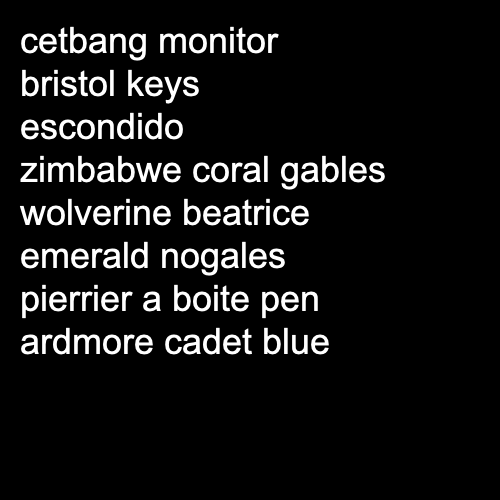 cetbang monitor
bristol keys
escondido
zimbabwe coral gables
wolverine beatrice
emerald nogales
pierrier a boite pen
ardmore cadet blue